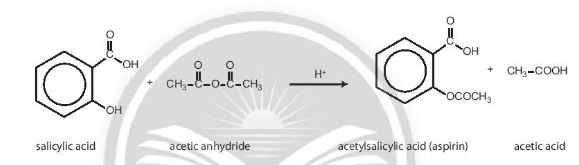 O
C
OH
OH
salicylic acid
+
O O
CH₃–C–O–C–CH₃
acetic anhydride
H⁺
O
C
OH
OCOCH₃
acetylsalicylic acid (aspirin)
+
CH₃–COOH
acetic acid